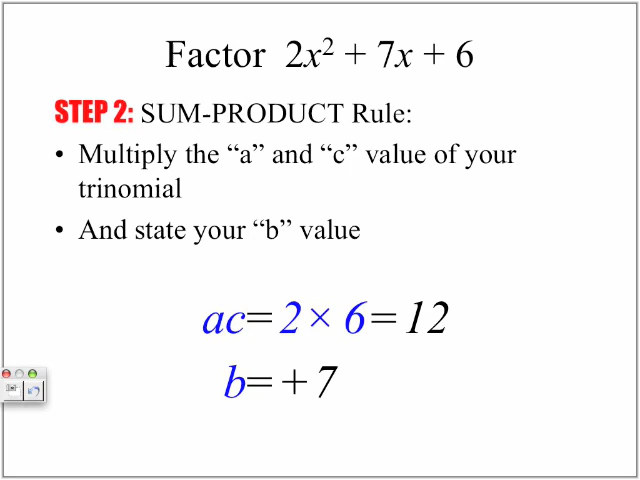 Factor 2x² + 7x + 6
STEP 2: SUM-PRODUCT Rule:
• Multiply the “a” and “c” value of your
trinomial
• And state your “b” value
ac= 2 × 6 = 12
b= + 7